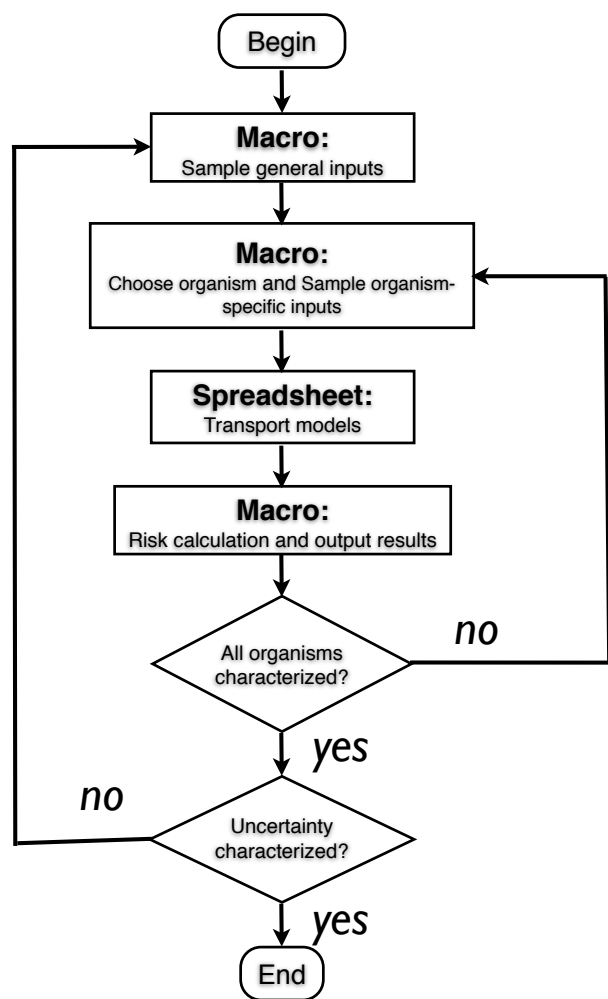 Begin
Macro:
Sample general inputs
Macro:
Choose organism and Sample organism-
specific inputs
Spreadsheet:
Transport models
Macro:
Risk calculation and output results
All organisms
characterized?
no
yes
no
Uncertainty
characterized?
yes
End